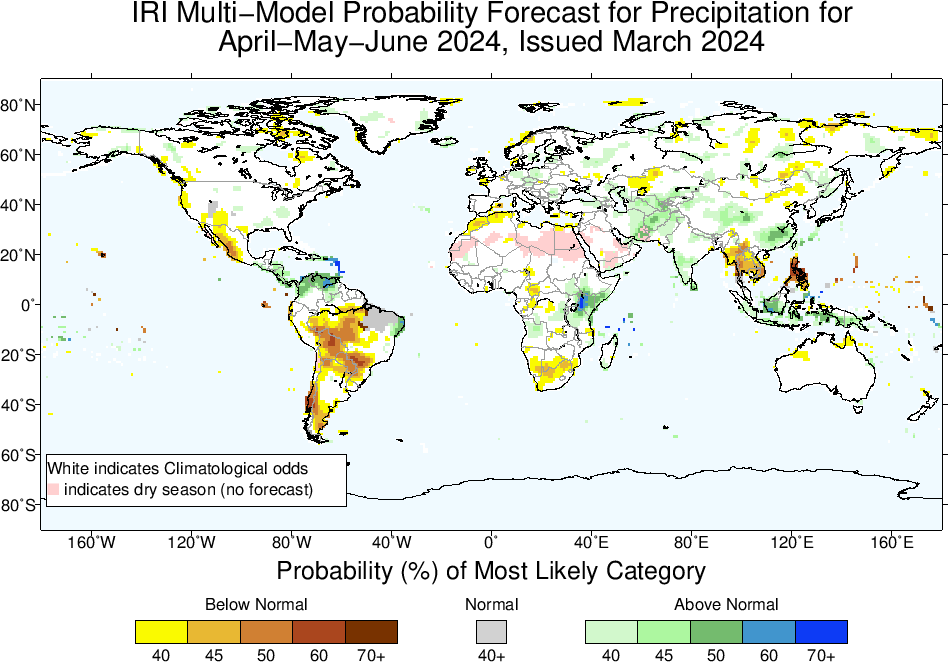 IRI Multi−Model Probability Forecast for Precipitation for
April−May−June 2024, Issued March 2024
80°N
60°N
40°N
20°N
0°
20°S
40°S
60°S
80°S
White indicates Climatological odds
indicates dry season (no forecast)
160°W 120°W 80°W 40°W 0° 40°E 80°E 120°E 160°E
Probability (%) of Most Likely Category
Below Normal Normal Above Normal
40 45 50 60 70+ 40+ 40 45 50 60 70+